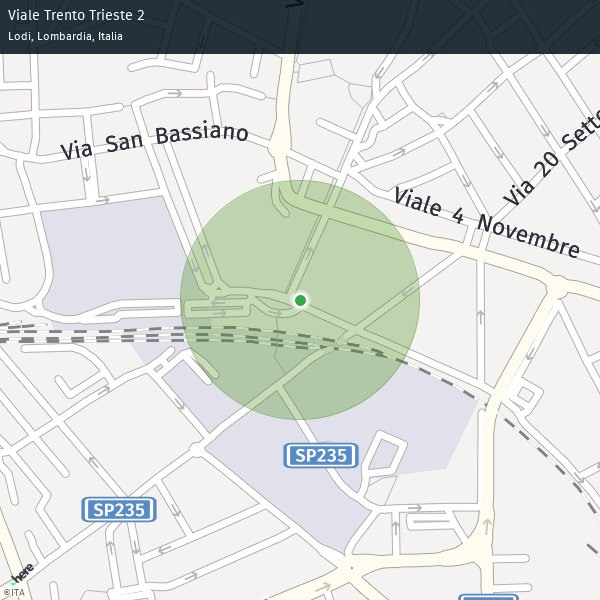 Viale Trento Trieste 2
Lodi, Lombardia, Italia
Via San Bassiano
Viale 4 Novembre
Via 20 Sette
SP235
SP235
here
©ITA